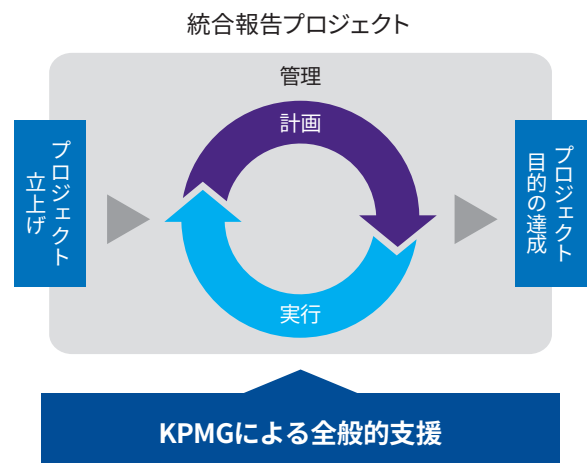 統合報告プロジェクト
管理
計画
プロジェクト
立上げ
プロジェクト
目的の達成
実行
KPMGによる全般的支援